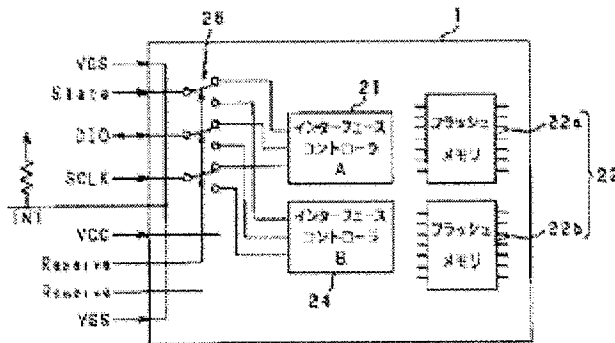 1
26
VSS
State
DIO
SCLK
INI
VCC
Reserve
Reserve
VSS
21
インターフェース
コントローラ
A
インターフェース
コントローラ
B
24
フラッシュ
メモリ
22a
フラッシュ
メモリ
22b
22